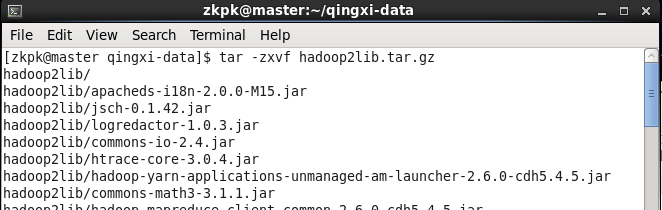 zkpk@master:~/qingxi-data
File Edit View Search Terminal Help
[zkpk@master qingxi-data]$ tar -zxvf hadoop2lib.tar.gz
hadoop2lib/
hadoop2lib/apacheds-i18n-2.0.0-M15.jar
hadoop2lib/jsch-0.1.42.jar
hadoop2lib/logredactor-1.0.3.jar
hadoop2lib/commons-io-2.4.jar
hadoop2lib/htrace-core-3.0.4.jar
hadoop2lib/hadoop-yarn-applications-unmanaged-am-launcher-2.6.0-cdh5.4.5.jar
hadoop2lib/commons-math3-3.1.1.jar
hadoop2lib/hadoop-mapreduce-client-common-2.6.0-cdh5.4.5.jar